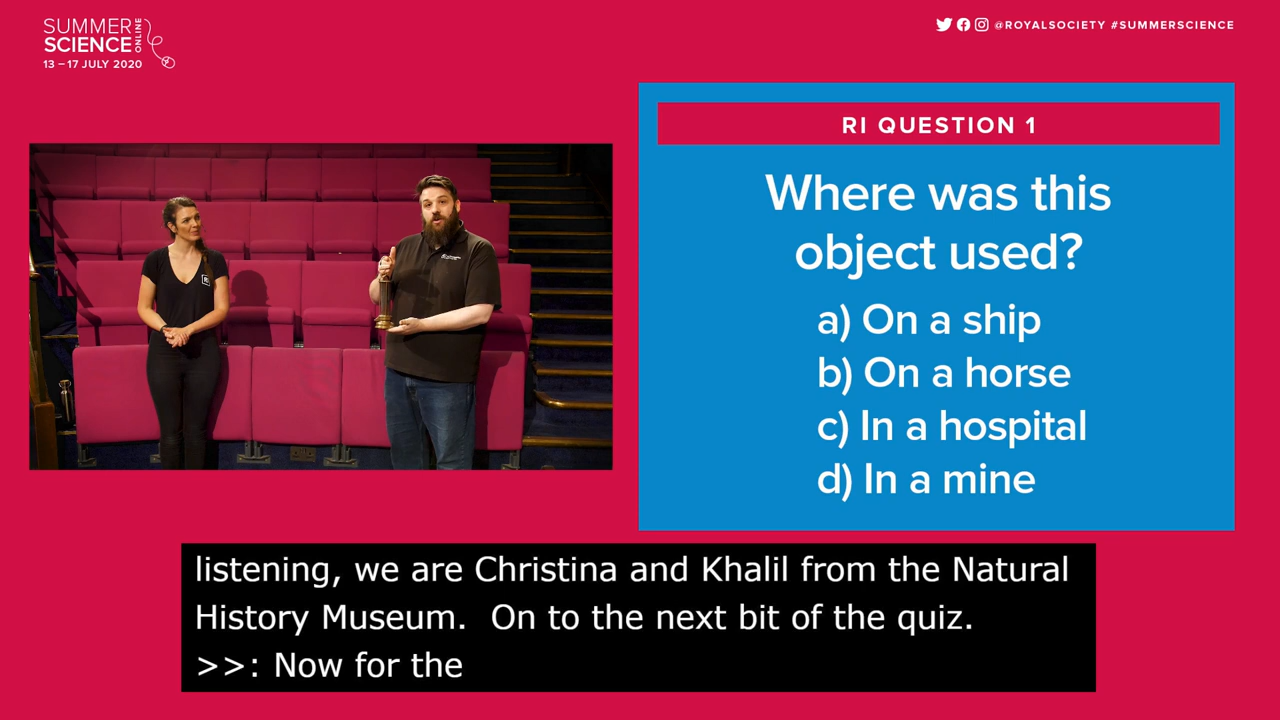 SUMMER
SCIENCE
ONLINE
13 – 17 JULY 2020
@ROYALSOCIETY #SUMMERSCIENCE
RI QUESTION 1
Where was this
object used?
a) On a ship
b) On a horse
c) In a hospital
d) In a mine
listening, we are Christina and Khalil from the Natural
History Museum.  On to the next bit of the quiz.
>>: Now for the